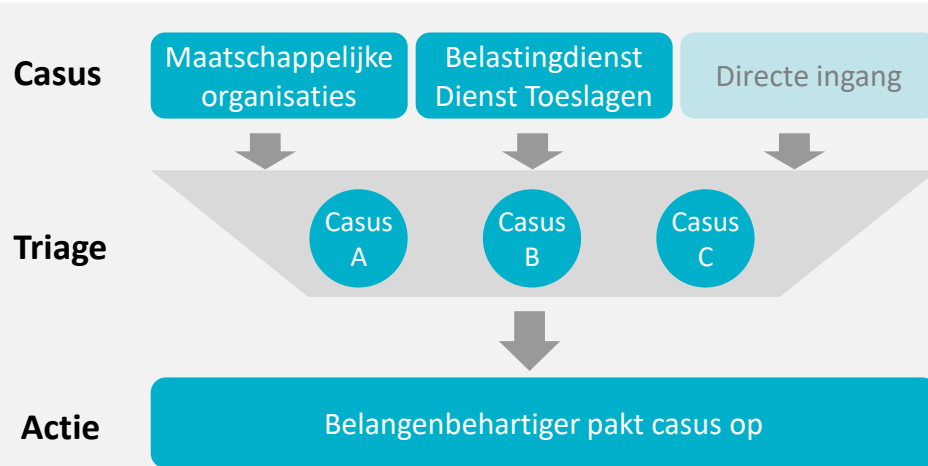 Casus
Maatschappelijke
organisaties
Belastingdienst
Dienst Toeslagen
Directe ingang
Triage
Casus
A
Casus
B
Casus
C
Actie
Belangenbehartiger pakt casus op